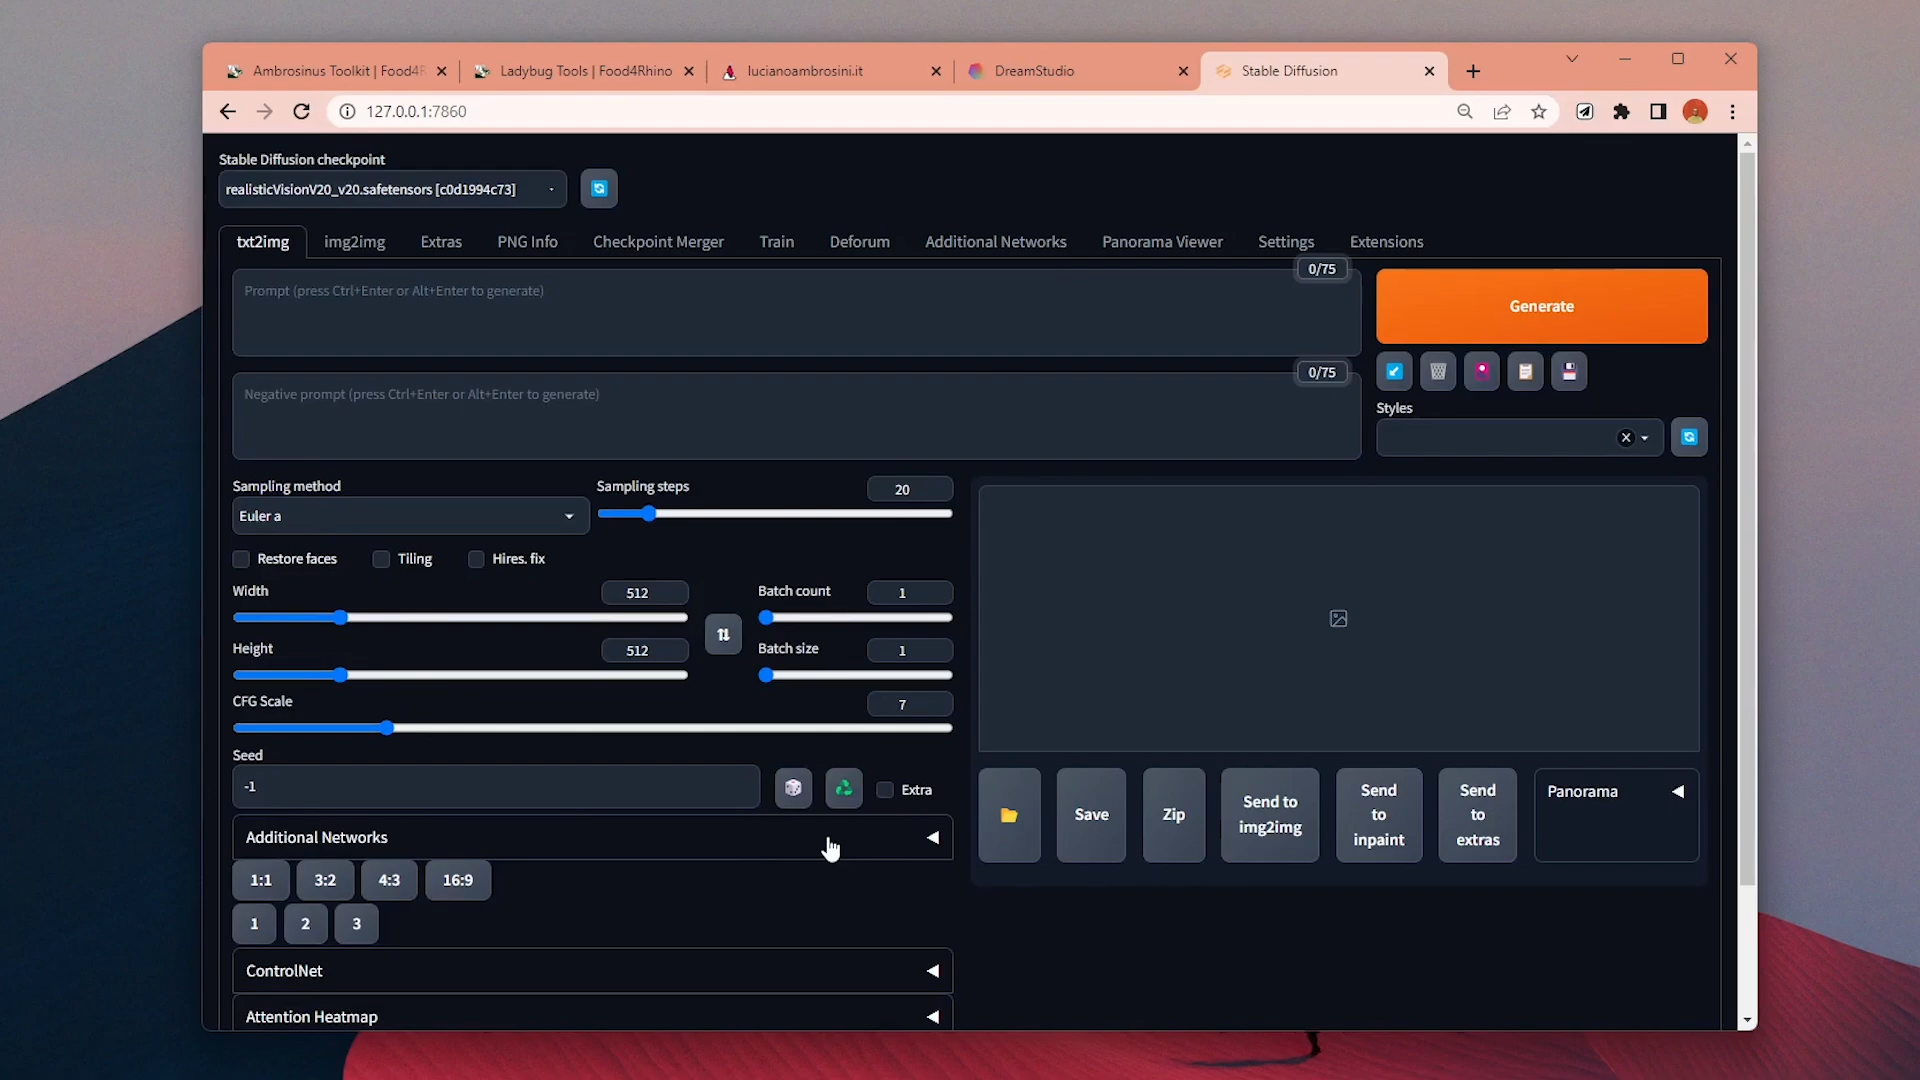 Ambrosinus Toolkit | Food4R
Ladybug Tools | Food4Rhino
lucianoambrosini.it
DreamStudio
Stable Diffusion
127.0.0.1:7860
Stable Diffusion checkpoint
realisticVisionV20_v20.safetensors [c0d1994c73]
txt2img
img2img
Extras
PNG Info
Checkpoint Merger
Train
Deforum
Additional Networks
Panorama Viewer
Settings
Extensions
0/75
Prompt (press Ctrl+Enter or Alt+Enter to generate)
Generate
0/75
Negative prompt (press Ctrl+Enter or Alt+Enter to generate)
Styles
Sampling method
Euler a
Sampling steps
20
Restore faces
Tiling
Hires. fix
Width
512
Batch count
1
Height
512
Batch size
1
CFG Scale
7
Seed
-1
Extra
Save
Zip
Send to
img2img
Send
to
inpaint
Send
to
extras
Panorama
Additional Networks
1:1
3:2
4:3
16:9
1
2
3
ControlNet
Attention Heatmap